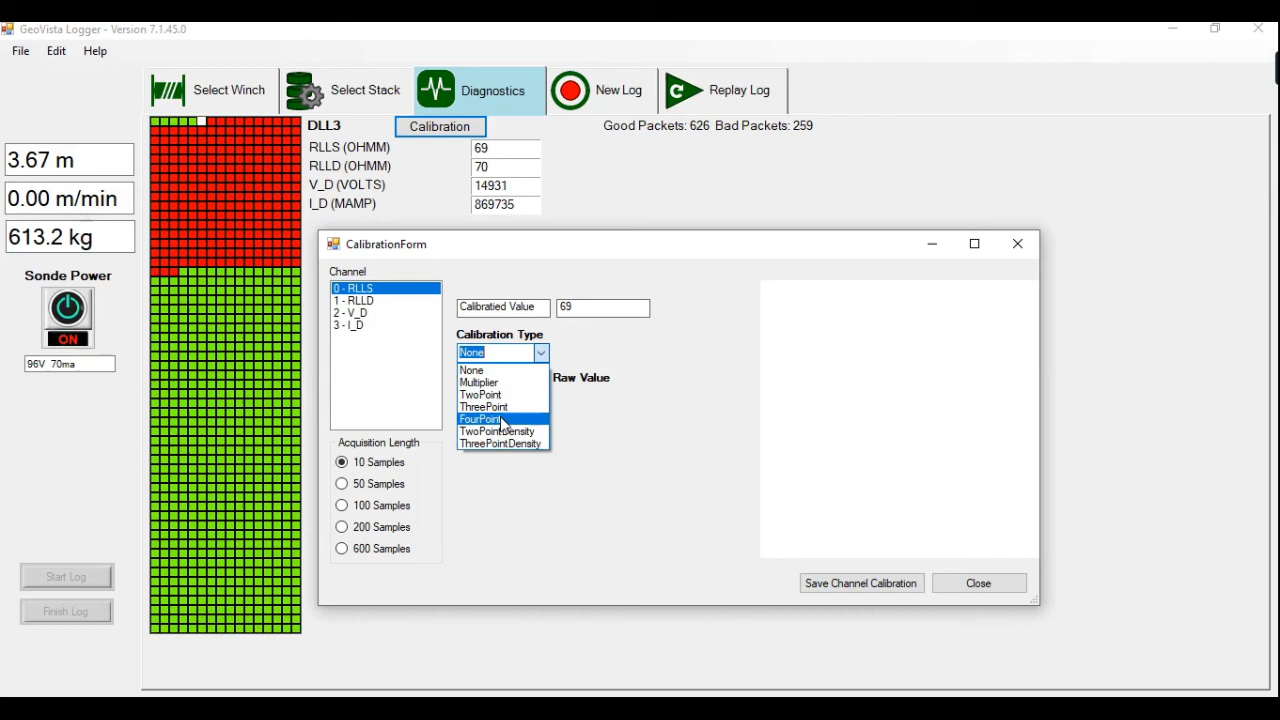 GeoVista Logger - Version 7.1.45.0
File Edit Help
Select Winch Select Stack Diagnostics New Log Replay Log
DLL3 Calibration Good Packets: 626 Bad Packets: 259
RLLS (OHMM) 69
RLLD (OHMM) 70
V_D (VOLTS) 14931
I_D (MAMP) 869735
3.67 m
0.00 m/min
613.2 kg
Sonde Power
ON
96V 70ma
Start Log
Finish Log
CalibrationForm
Channel
0 - RLLS
1 - RLLD
2 - V_D
3 - I_D
Calibratied Value 69
Calibration Type
None
Raw Value
None
Multiplier
TwoPoint
ThreePoint
FourPoint
TwoPointDensity
ThreePointDensity
Acquisition Length
10 Samples
50 Samples
100 Samples
200 Samples
600 Samples
Save Channel Calibration Close